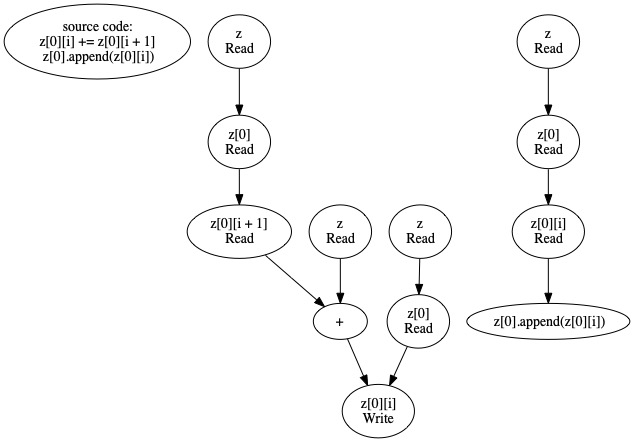 source code:
z[0][i] += z[0][i + 1]
z[0].append(z[0][i])
z
Read
z
Read
z[0]
Read
z[0]
Read
z[0][i + 1]
Read
z
Read
z
Read
z[0][i]
Read
+
z[0]
Read
z[0].append(z[0][i])
z[0][i]
Write